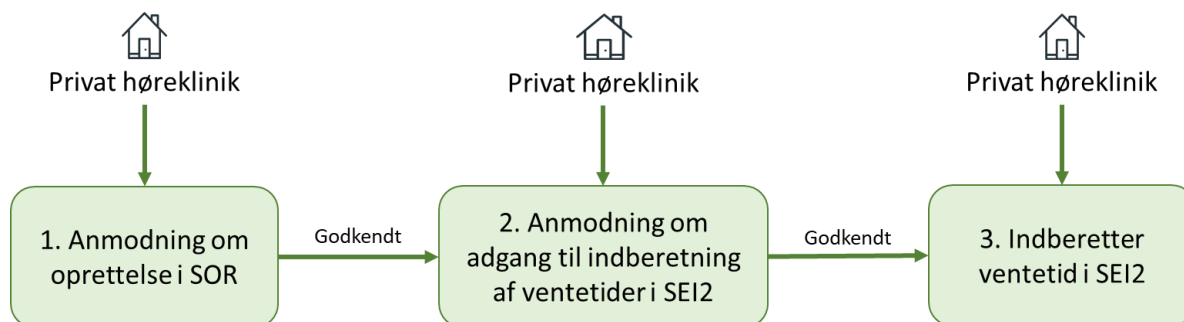 Privat høreklinik
Privat høreklinik
Privat høreklinik
1. Anmodning om
oprettelse i SOR
Godkendt
2. Anmodning om
adgang til indberetning
af ventetider i SEI2
Godkendt
3. Indberetter
ventetid i SEI2